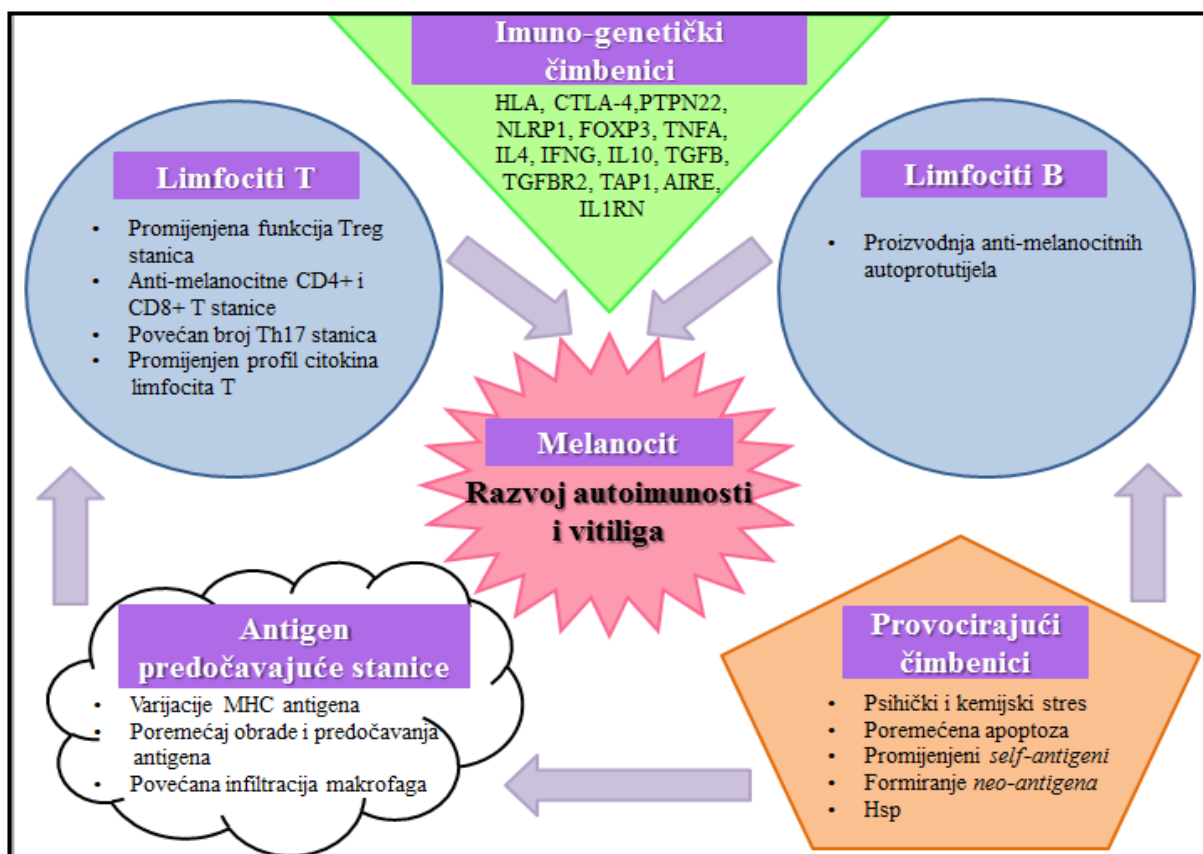 Imuno-genetički
čimbenici
HLA, CTLA-4,PTPN22,
NLRP1, FOXP3, TNFA,
IL4, IFNG, IL10, TGFB,
TGFBR2, TAP1, AIRE,
IL1RN
Limfociti T
• Promijenjena funkcija Treg
stanica
• Anti-melanocitne CD4+ i
CD8+ T stanice
• Povećan broj Th17 stanica
• Promijenjen profil citokina
limfocita T
Limfociti B
• Proizvodnja anti-melanocitnih
autoprotutijela
Melanocit
Razvoj autoimunosti
i vitiliga
Antigen
predočavajuće stanice
• Varijacije MHC antigena
• Poremećaj obrade i predočavanja
antigena
• Povećana infiltracija makrofaga
Provocirajući
čimbenici
• Psihički i kemijski stres
• Poremećena apoptoza
• Promijenjeni self-antigeni
• Formiranje neo-antigena
• Hsp